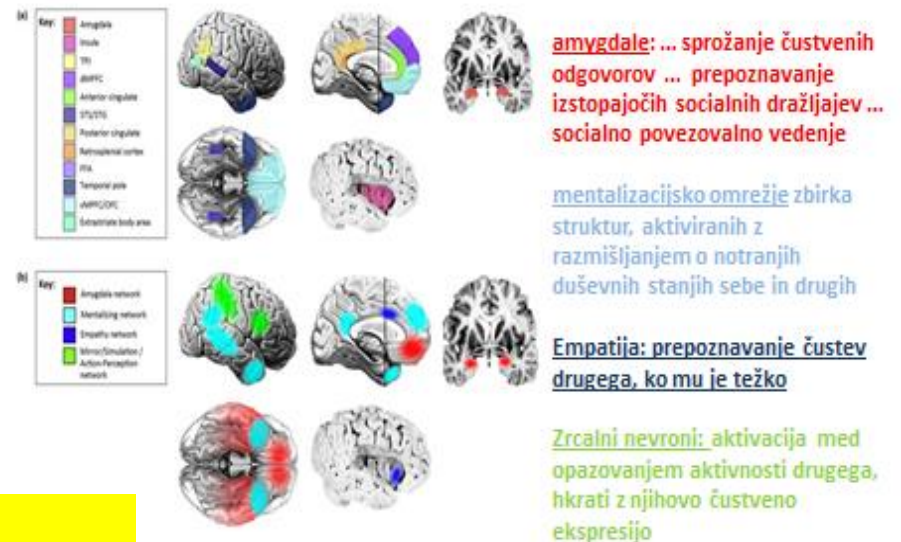 (a)
Key:
Amygdala
Insula
TPJ
dMPFC
Anterior cingulate
STS/STG
Posterior cingulate
Retrosplenial cortex
FFA
Temporal pole
vMPFC/OFC
Extrastriate body area
(b)
Key:
Amygdala network
Mentalizing network
Empathy network
Mirror/Simulation /
Action-Perception
network
amygdale: ... sprožanje čustvenih
odgovorov ... prepoznavanje
izstopajočih socialnih dražljajev ...
socialno povezovalno vedenje
mentalizacijsko omrežje zbirka
struktur, aktiviranih z
razmišljanjem o notranjih
duševnih stanjih sebe in drugih
Empatija: prepoznavanje čustev
drugega, ko mu je težko
Zrcalni nevroni: aktivacija med
opazovanjem aktivnosti drugega,
hkrati z njihovo čustveno
ekspresijo